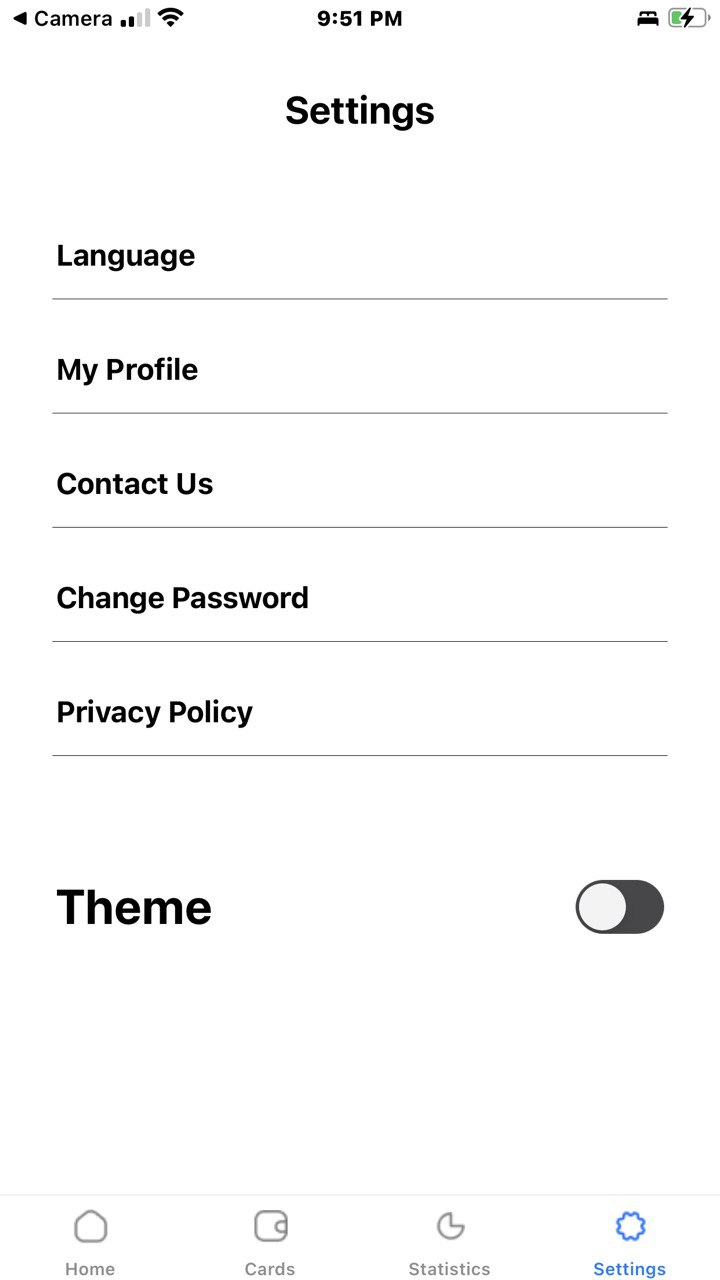 Camera 9:51 PM
Settings
Language
My Profile
Contact Us
Change Password
Privacy Policy
Theme
Home Cards Statistics Settings